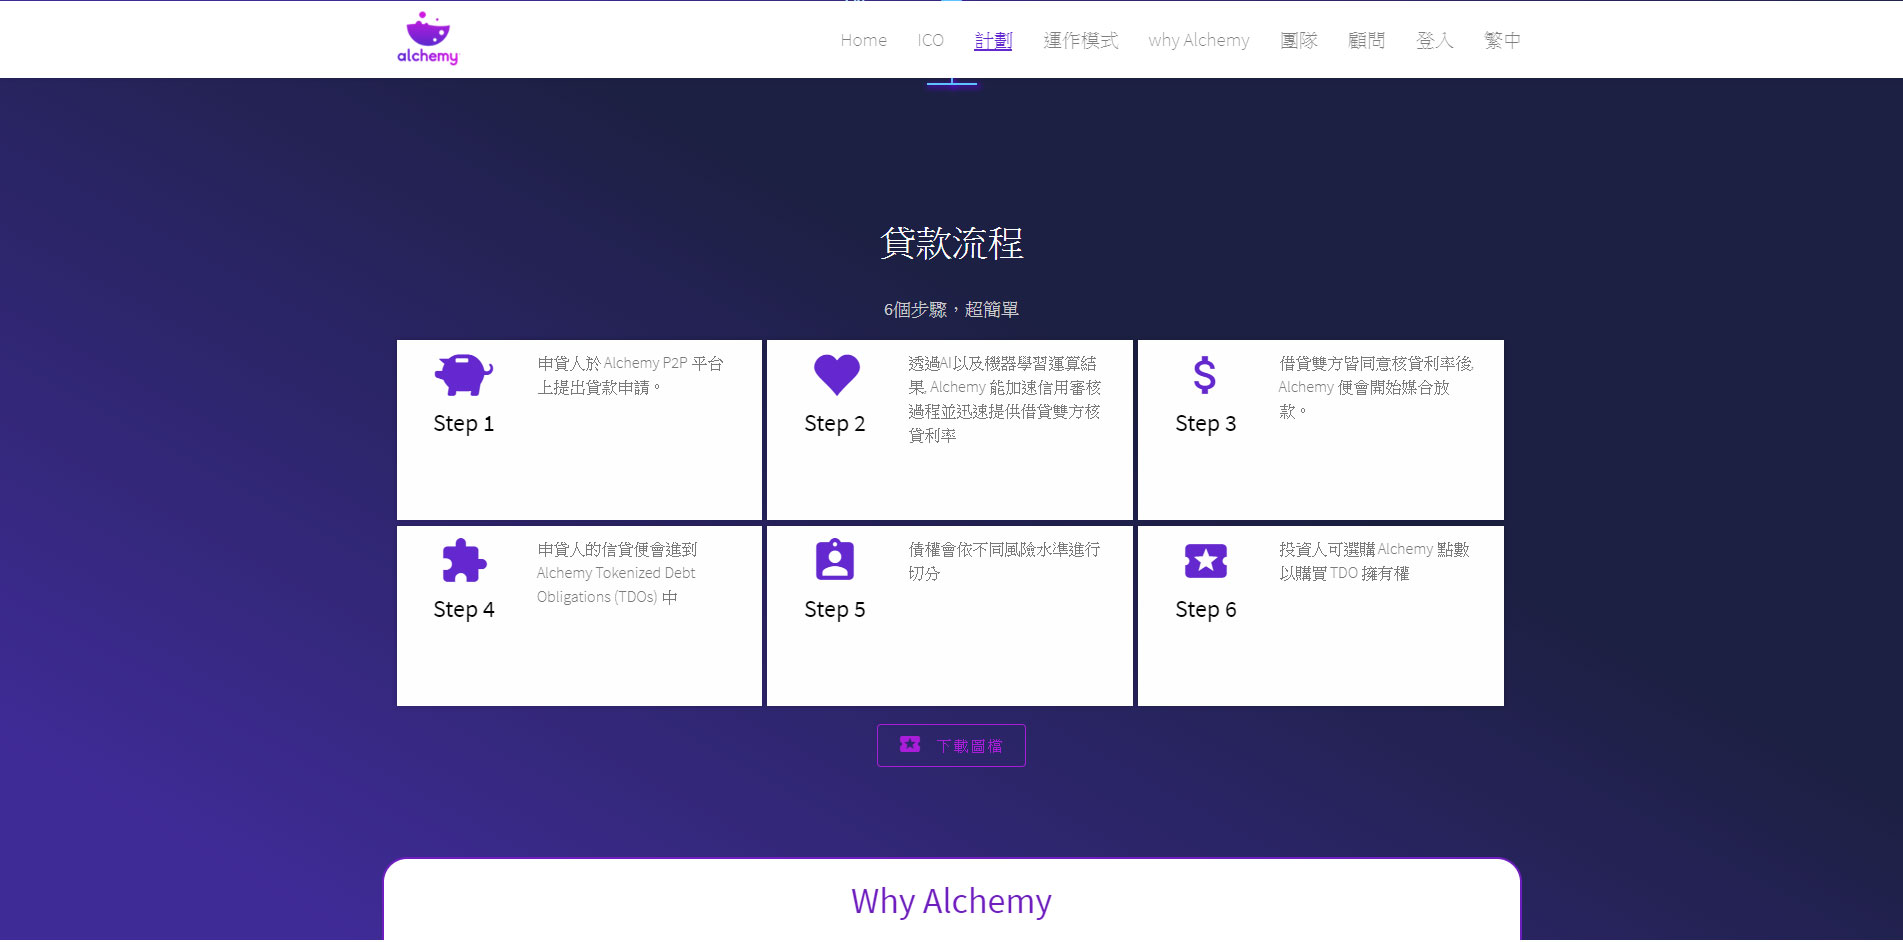 alchemy
Home ICO 計劃 運作模式 why Alchemy 團隊 顧問 登入 繁中
貸款流程
6個步驟，超簡單
Step 1
申貸人於 Alchemy P2P 平台
上提出貸款申請。
Step 2
透過AI以及機器學習運算結
果, Alchemy 能加速信用審核
過程並迅速提供借貸雙方核
貸利率
Step 3
借貸雙方皆同意核貸利率後,
Alchemy 便會開始媒合放
款。
Step 4
申貸人的信貸便會進到
Alchemy Tokenized Debt
Obligations (TDOs) 中
Step 5
債權會依不同風險水準進行
切分
Step 6
投資人可選購 Alchemy 點數
以購買 TDO 擁有權
下載圖檔
Why Alchemy